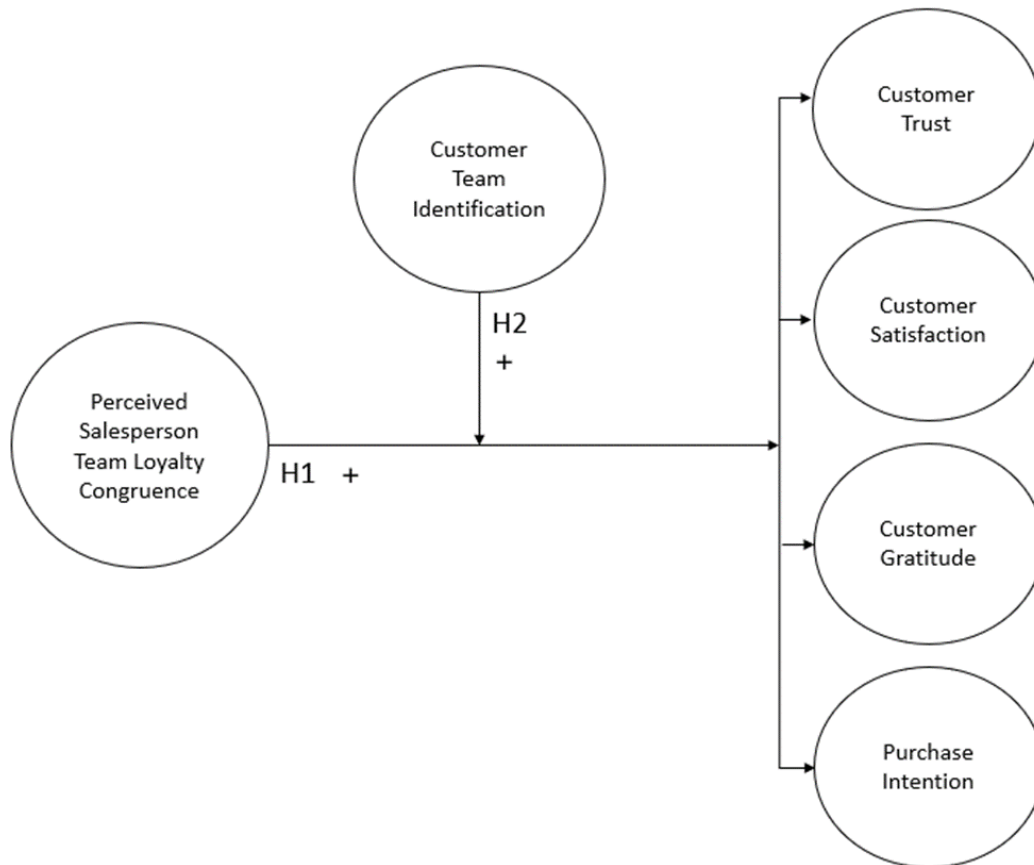 Customer
Trust
Customer
Team
Identification
Customer
Satisfaction
H2
+
Perceived
Salesperson
Team Loyalty
Congruence
H1 +
Customer
Gratitude
Purchase
Intention